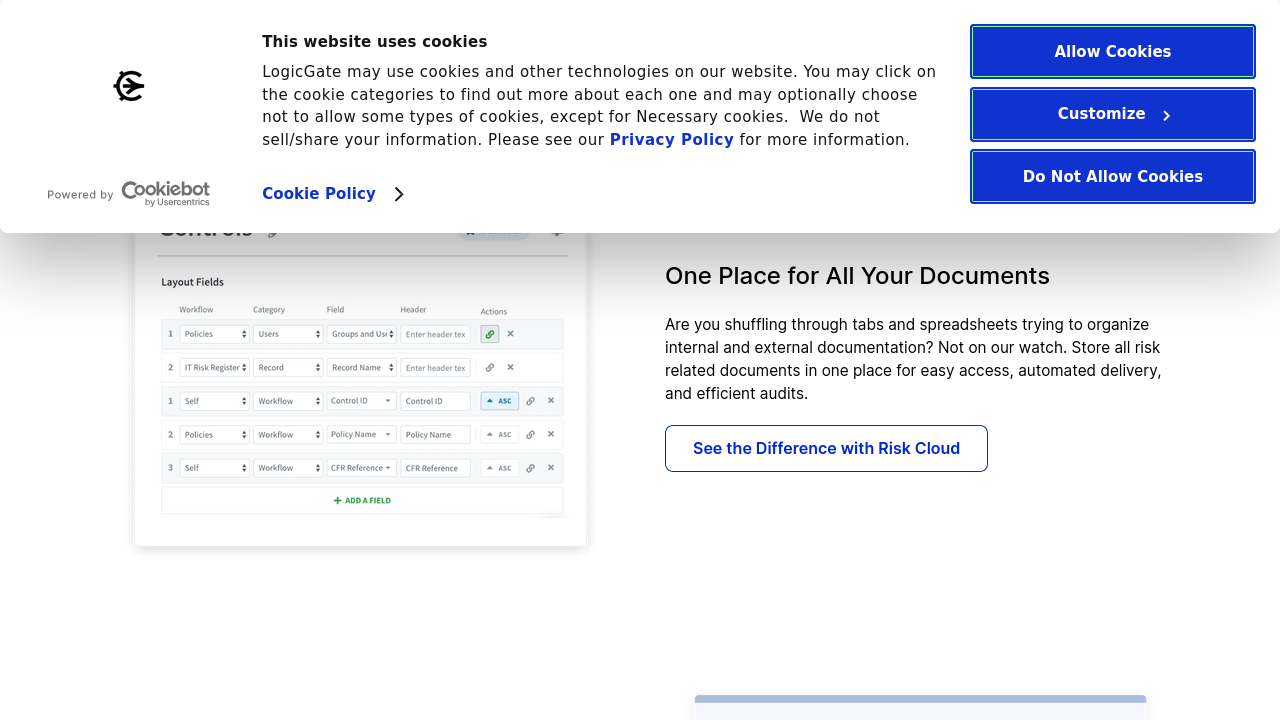 This website uses cookies
LogicGate may use cookies and other technologies on our website. You may click on
the cookie categories to find out more about each one and may optionally choose
not to allow some types of cookies, except for Necessary cookies.  We do not
sell/share your information. Please see our Privacy Policy for more information.
Cookie Policy
Powered by Cookiebot
by Usercentrics
Allow Cookies
Customize
Do Not Allow Cookies
Controls
Layout Fields
Workflow Category Field Header Actions
1 Policies Users Groups and Use Enter header tex
2 IT Risk Register Record Record Name Enter header tex
1 Self Workflow Control ID Control ID ASC
2 Policies Workflow Policy Name Policy Name ASC
3 Self Workflow CFR Reference CFR Reference ASC
+ ADD A FIELD
One Place for All Your Documents
Are you shuffling through tabs and spreadsheets trying to organize
internal and external documentation? Not on our watch. Store all risk
related documents in one place for easy access, automated delivery,
and efficient audits.
See the Difference with Risk Cloud